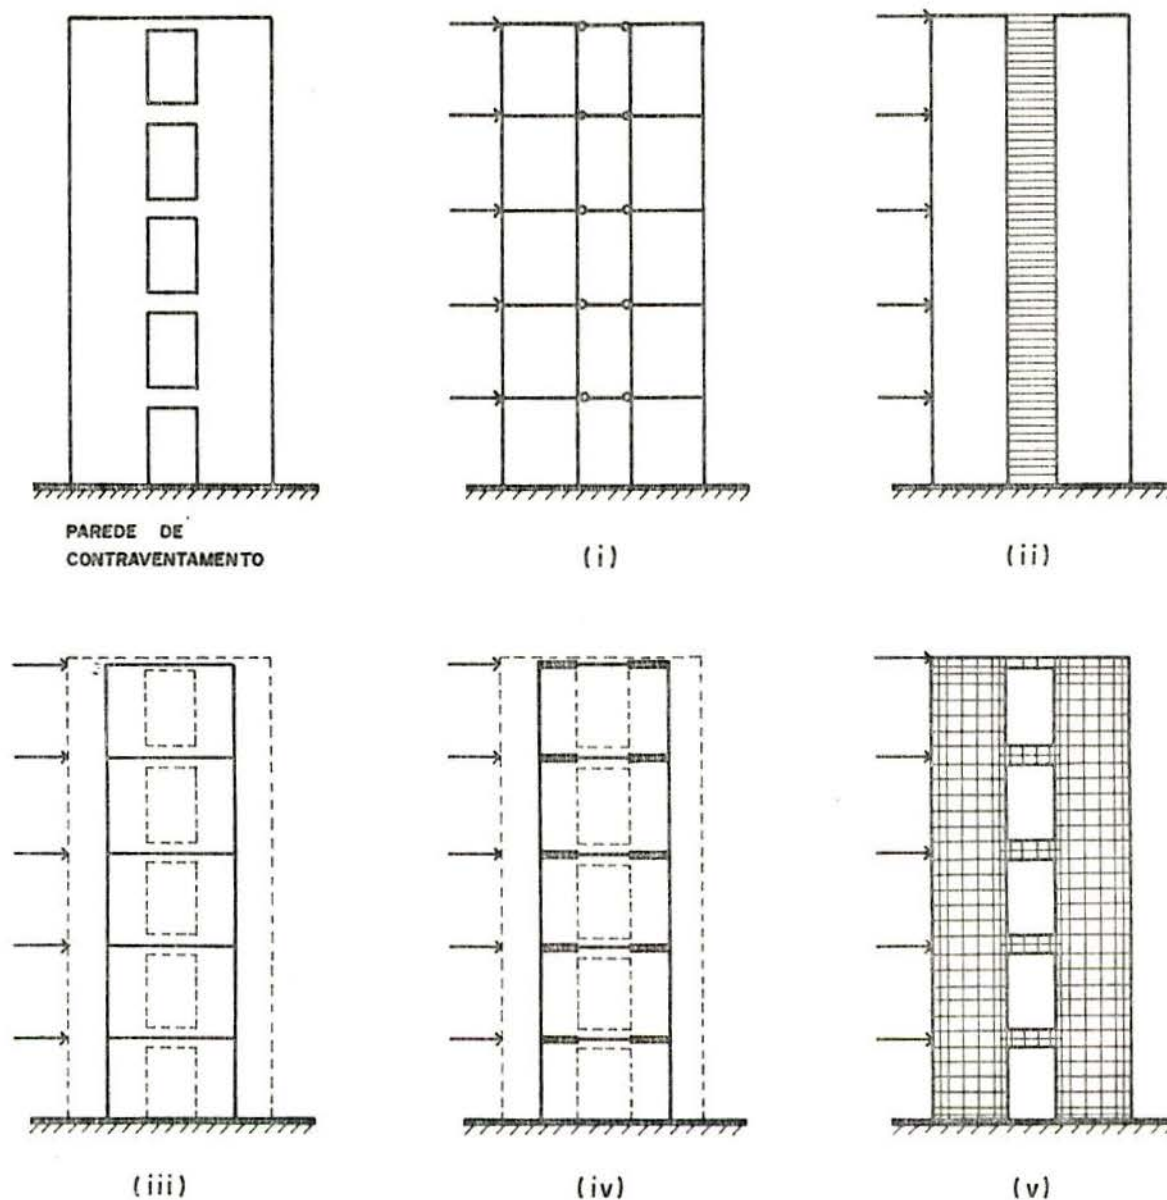 PAREDE DE
CONTRAVENTAMENTO
(i)
(ii)
(iii)
(iv)
(v)